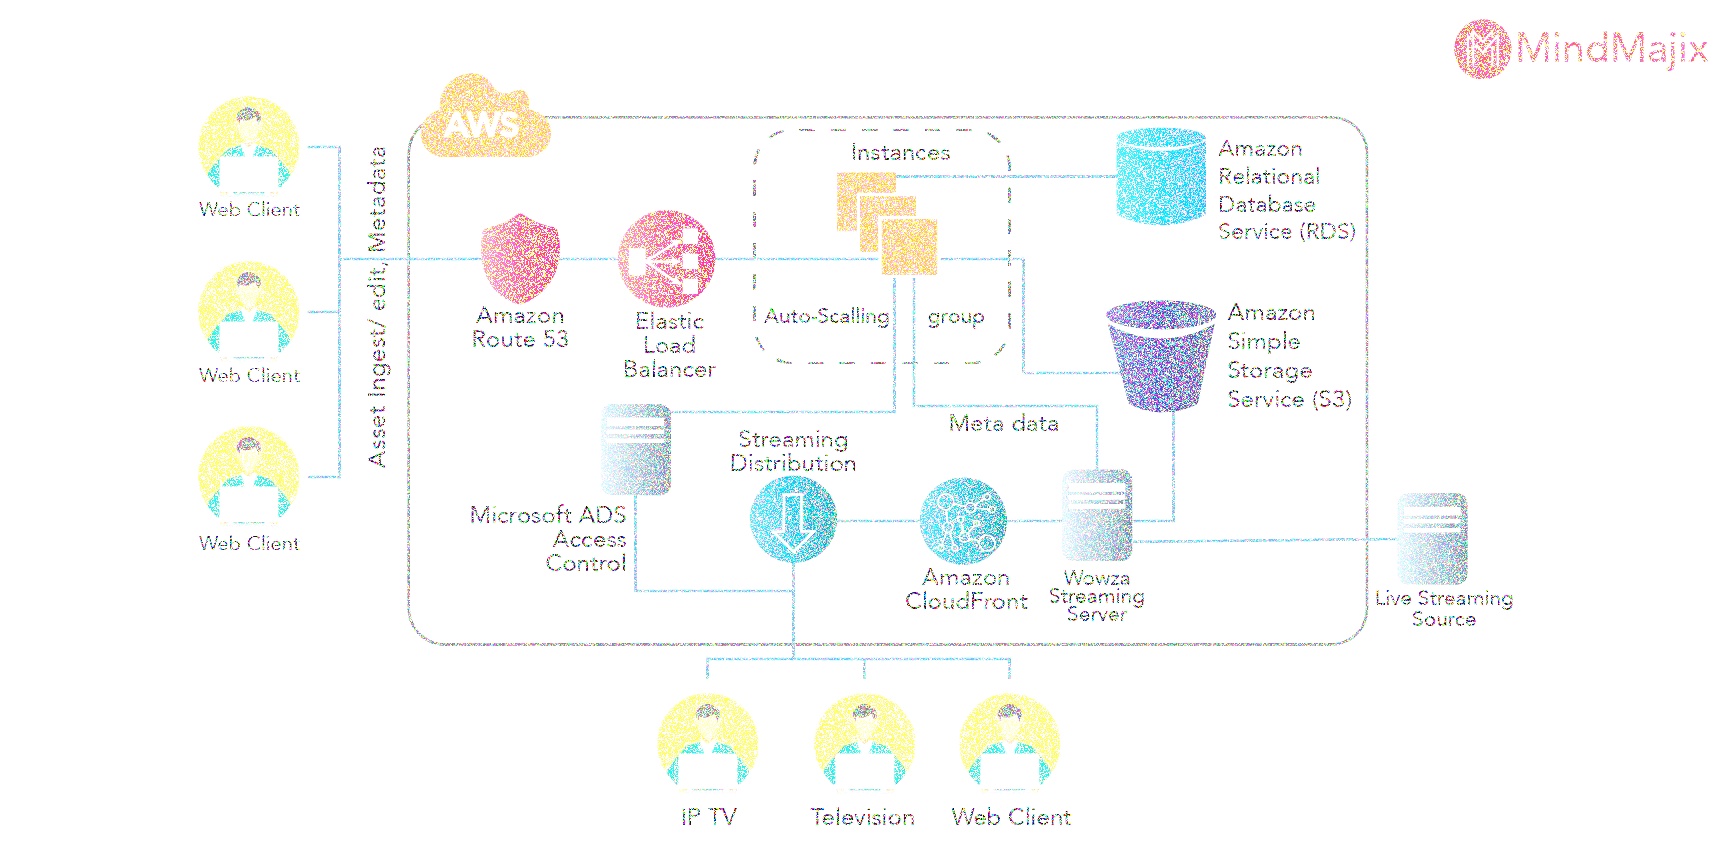 MindMajix
AWS
Instances
Amazon
Relational
Database
Service (RDS)
Web Client
Asset Ingest/ edit, Metadata
Amazon
Route 53
Elastic
Load
Balancer
Auto-Scalling group
Amazon
Simple
Storage
Service (S3)
Web Client
Meta data
Streaming
Distribution
Microsoft ADS
Access
Control
Web Client
Amazon
CloudFront
Wowza
Streaming
Server
Live Streaming
Source
IP TV
Television
Web Client